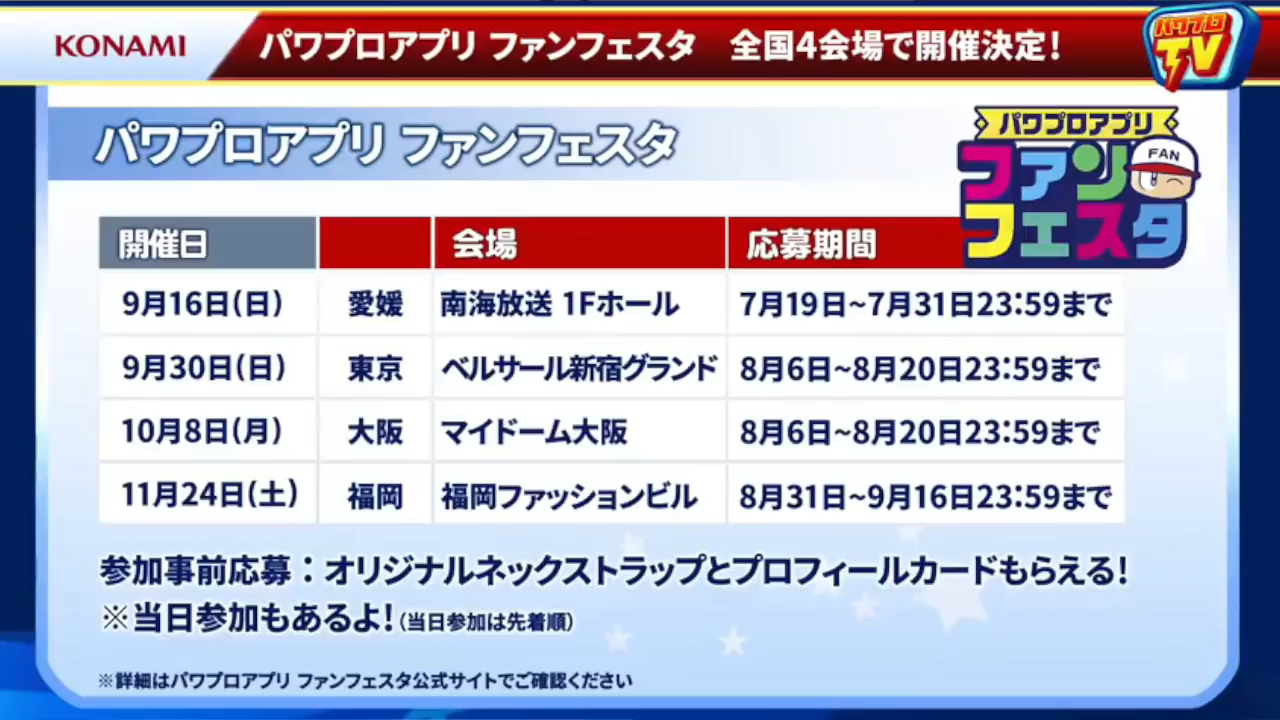 KONAMI
パワプロアプリ ファンフェスタ 全国4会場で開催決定!
パワプロTV
パワプロアプリ ファンフェスタ
パワプロアプリ
ファン
フェスタ
FAN
開催日 会場 応募期間
9月16日(日) 愛媛 南海放送 1Fホール 7月19日~7月31日23:59まで
9月30日(日) 東京 ベルサール新宿グランド 8月6日~8月20日23:59まで
10月8日(月) 大阪 マイドーム大阪 8月6日~8月20日23:59まで
11月24日(土) 福岡 福岡ファッションビル 8月31日~9月16日23:59まで
参加事前応募:オリジナルネックストラップとプロフィールカードもらえる!
※当日参加もあるよ!(当日参加は先着順)
※詳細はパワプロアプリ ファンフェスタ公式サイトでご確認ください